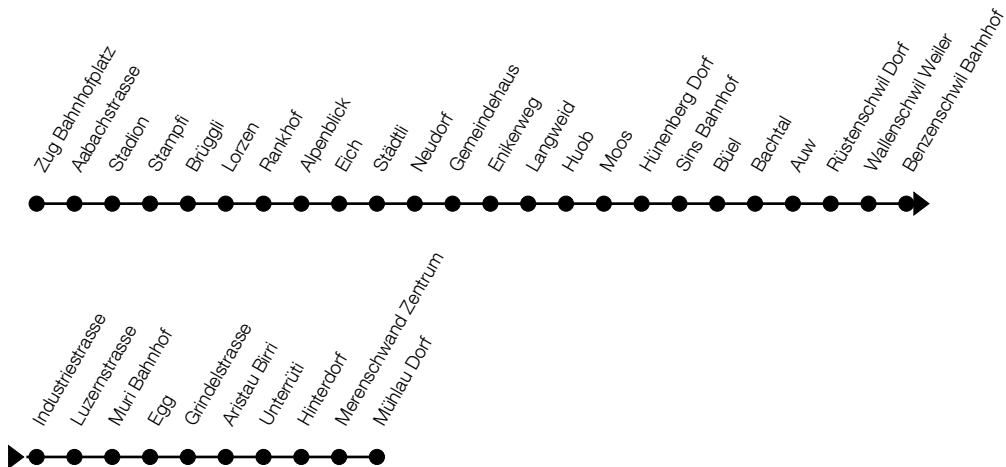 Zug Bahnhofplatz
Aabachstrasse
Stadion
Stampfi
Brüggli
Lorzen
Rankhof
Alpenblick
Eich
Städtli
Neudorf
Gemeindehaus
Enikerweg
Langweid
Huob
Moos
Hünenberg Dorf
Sins Bahnhof
Büel
Bachtal
Auw
Rüstenschwil Dorf
Wallenschwil Weiler
Benzenschwil Bahnhof
Industriestrasse
Luzernstrasse
Muri Bahnhof
Egg
Grindelstrasse
Aristau Birri
Unterrüti
Hinterdorf
Merenschwand Zentrum
Mühlau Dorf